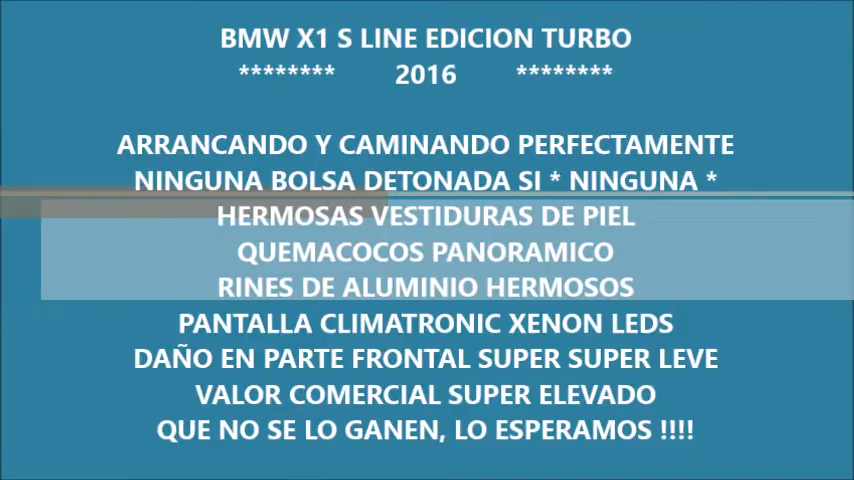 BMW X1 S LINE EDICION TURBO
******** 2016 ********
ARRANCANDO Y CAMINANDO PERFECTAMENTE
NINGUNA BOLSA DETONADA SI * NINGUNA *
HERMOSAS VESTIDURAS DE PIEL
QUEMACOCOS PANORAMICO
RINES DE ALUMINIO HERMOSOS
PANTALLA CLIMATRONIC XENON LEDS
DAÑO EN PARTE FRONTAL SUPER SUPER LEVE
VALOR COMERCIAL SUPER ELEVADO
QUE NO SE LO GANEN, LO ESPERAMOS !!!!